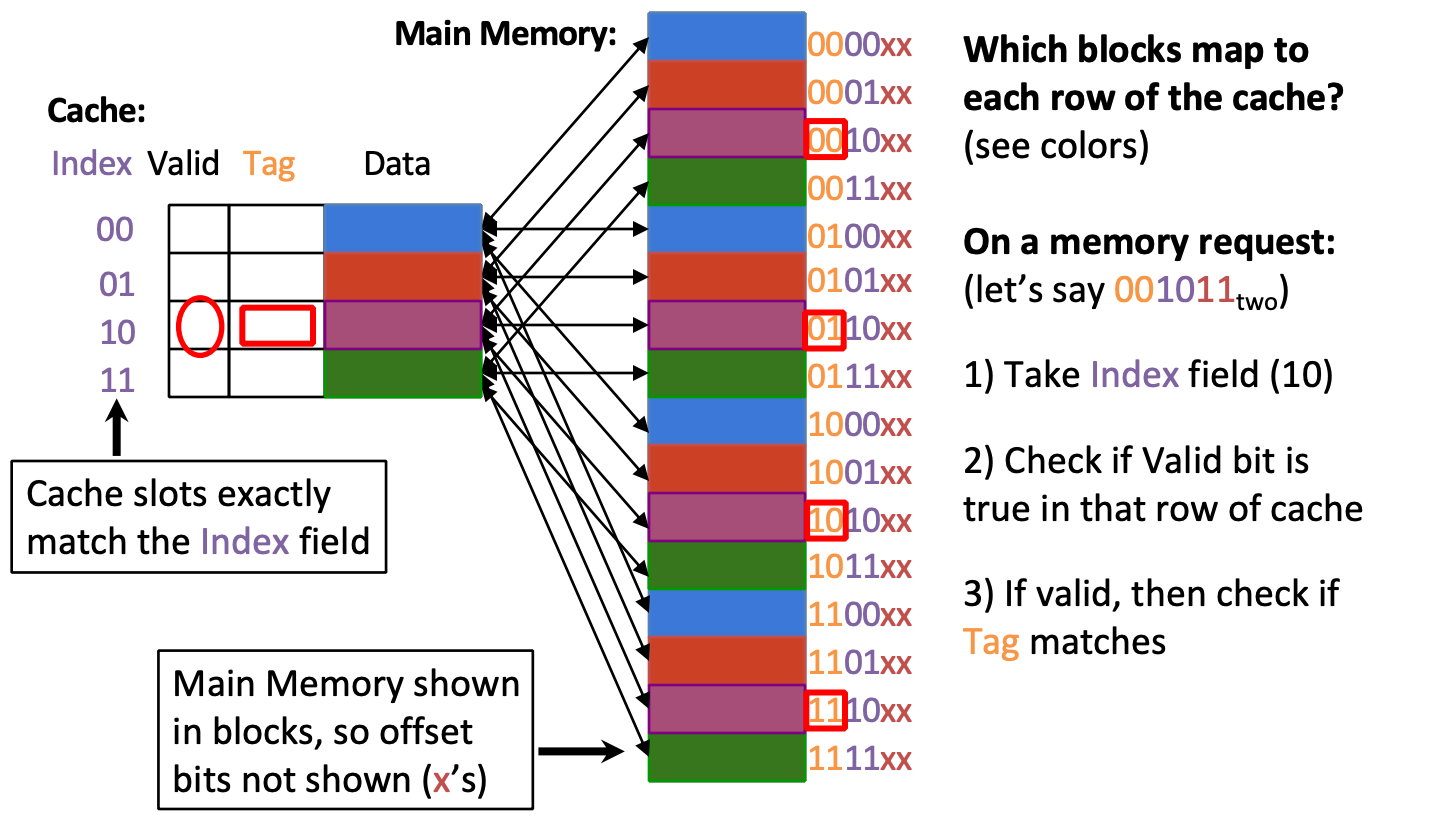 Main Memory:
Cache:
Index Valid Tag Data
00
01
10
11
Cache slots exactly
match the Index field
Main Memory shown
in blocks, so offset
bits not shown (x's)
0000xx
0001xx
0010xx
0011xx
0100xx
0101xx
0110xx
0111xx
1000xx
1001xx
1010xx
1011xx
1100xx
1101xx
1110xx
1111xx
Which blocks map to
each row of the cache?
(see colors)
On a memory request:
(let's say 001011two)
1) Take Index field (10)
2) Check if Valid bit is
true in that row of cache
3) If valid, then check if
Tag matches